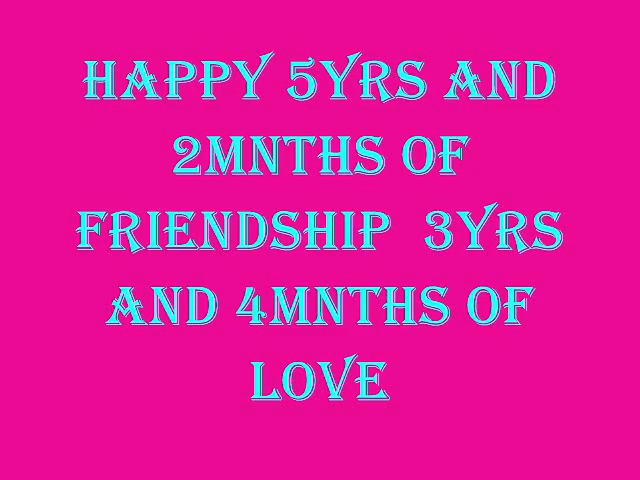 HAPPY 5YRS AND
2MNTHS OF
FRIENDSHIP  3YRS
AND 4MNTHS OF
LOVE